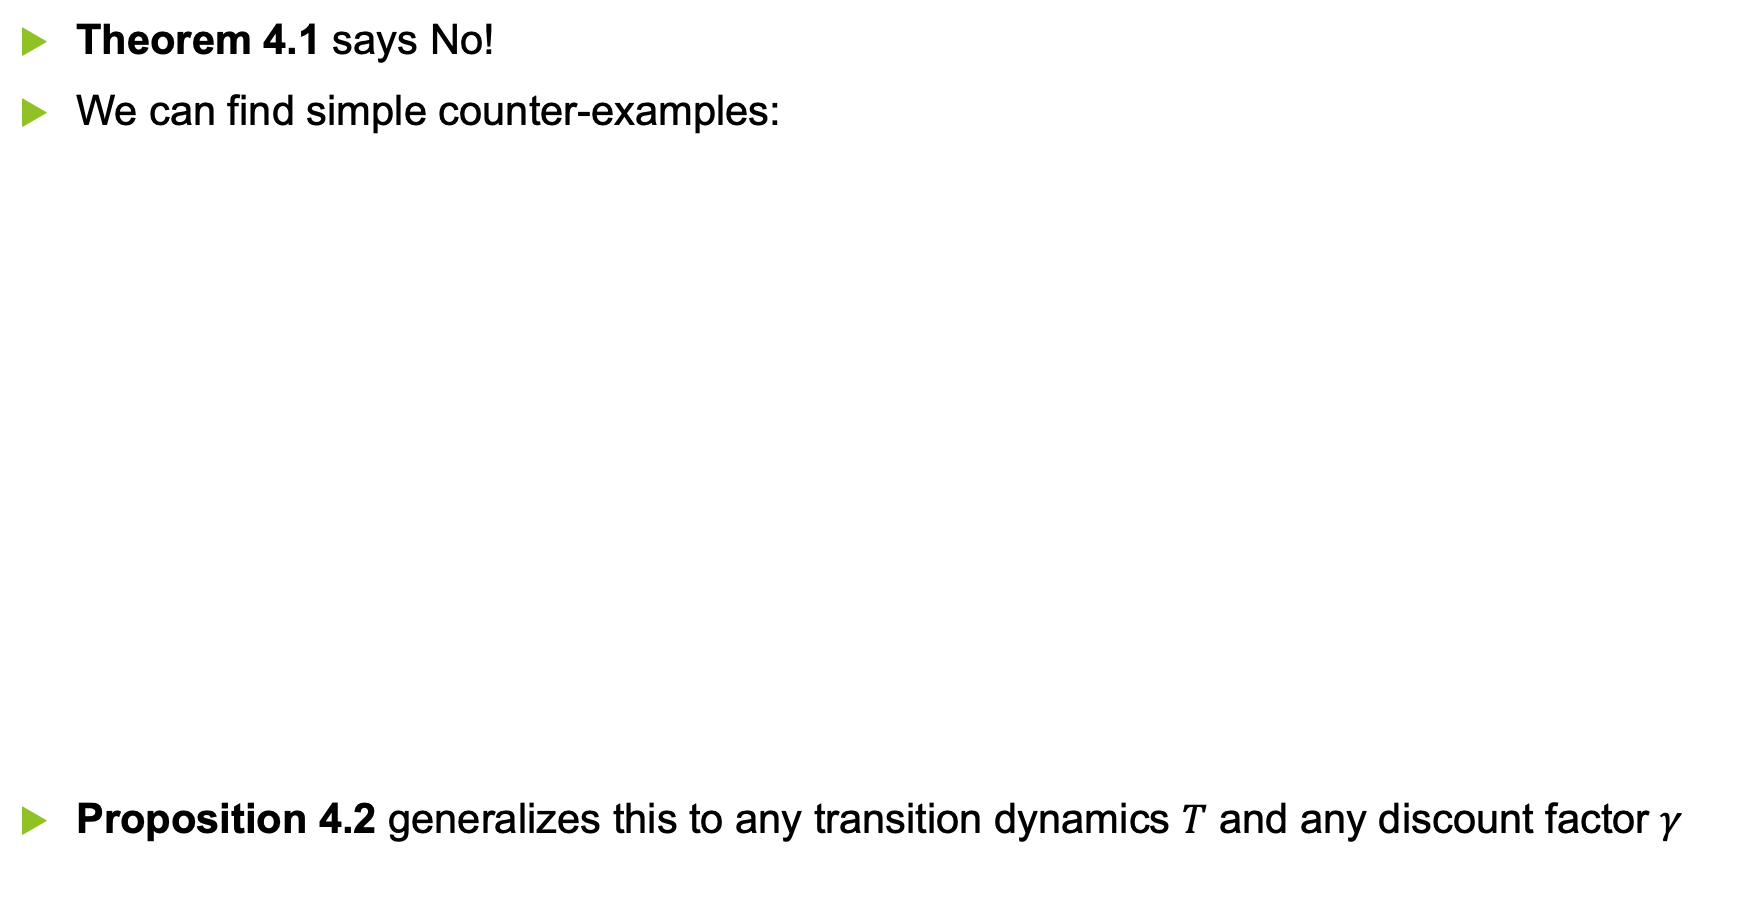 Theorem 4.1 says No!
We can find simple counter-examples:
Proposition 4.2 generalizes this to any transition dynamics T and any discount factor γ